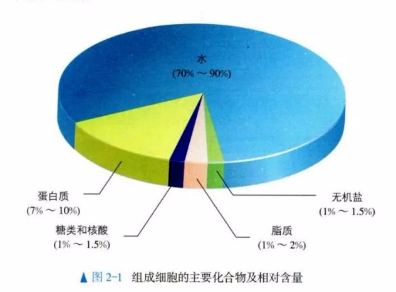 水
(70%～90%)
蛋白质
(7%～10%)
糖类和核酸
(1%～1.5%)
脂质
(1%～2%)
无机盐
(1%～1.5%)
▲图2-1 组成细胞的主要化合物及相对含量